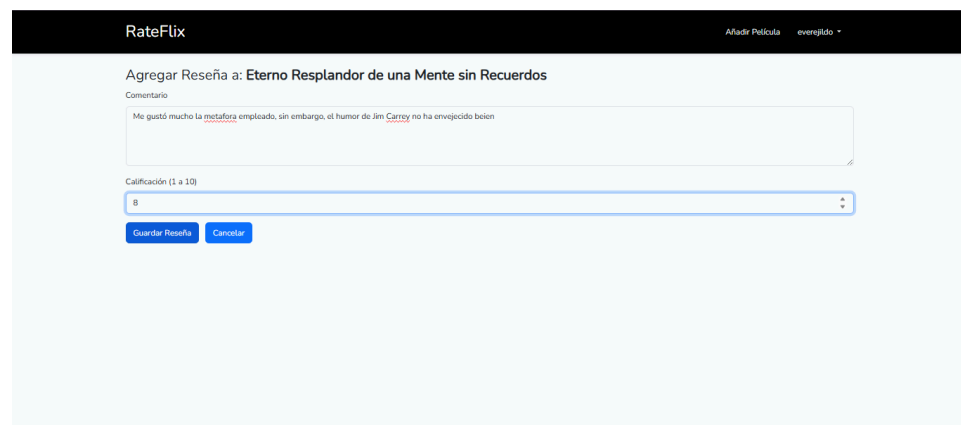 RateFlix
Añadir Película everejildo
Agregar Reseña a: Eterno Resplandor de una Mente sin Recuerdos
Comentario
Me gustó mucho la metafora empleado, sin embargo, el humor de Jim Carrey no ha envejecido beien
Calificación (1 a 10)
8
Guardar Reseña Cancelar